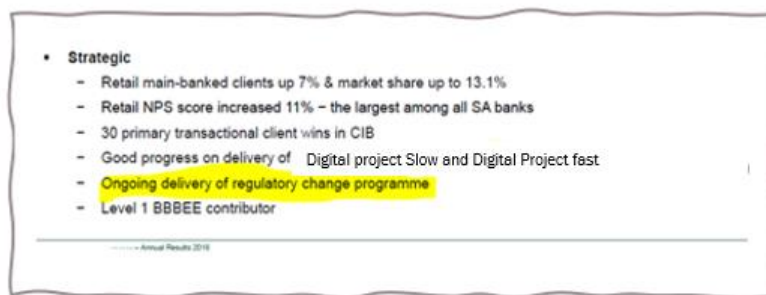 • Strategic
– Retail main-banked clients up 7% & market share up to 13.1%
– Retail NPS score increased 11% – the largest among all SA banks
– 30 primary transactional client wins in CIB
– Good progress on delivery of Digital project Slow and Digital Project fast
– Ongoing delivery of regulatory change programme
– Level 1 BBBEE contributor
– Annual Results 2018